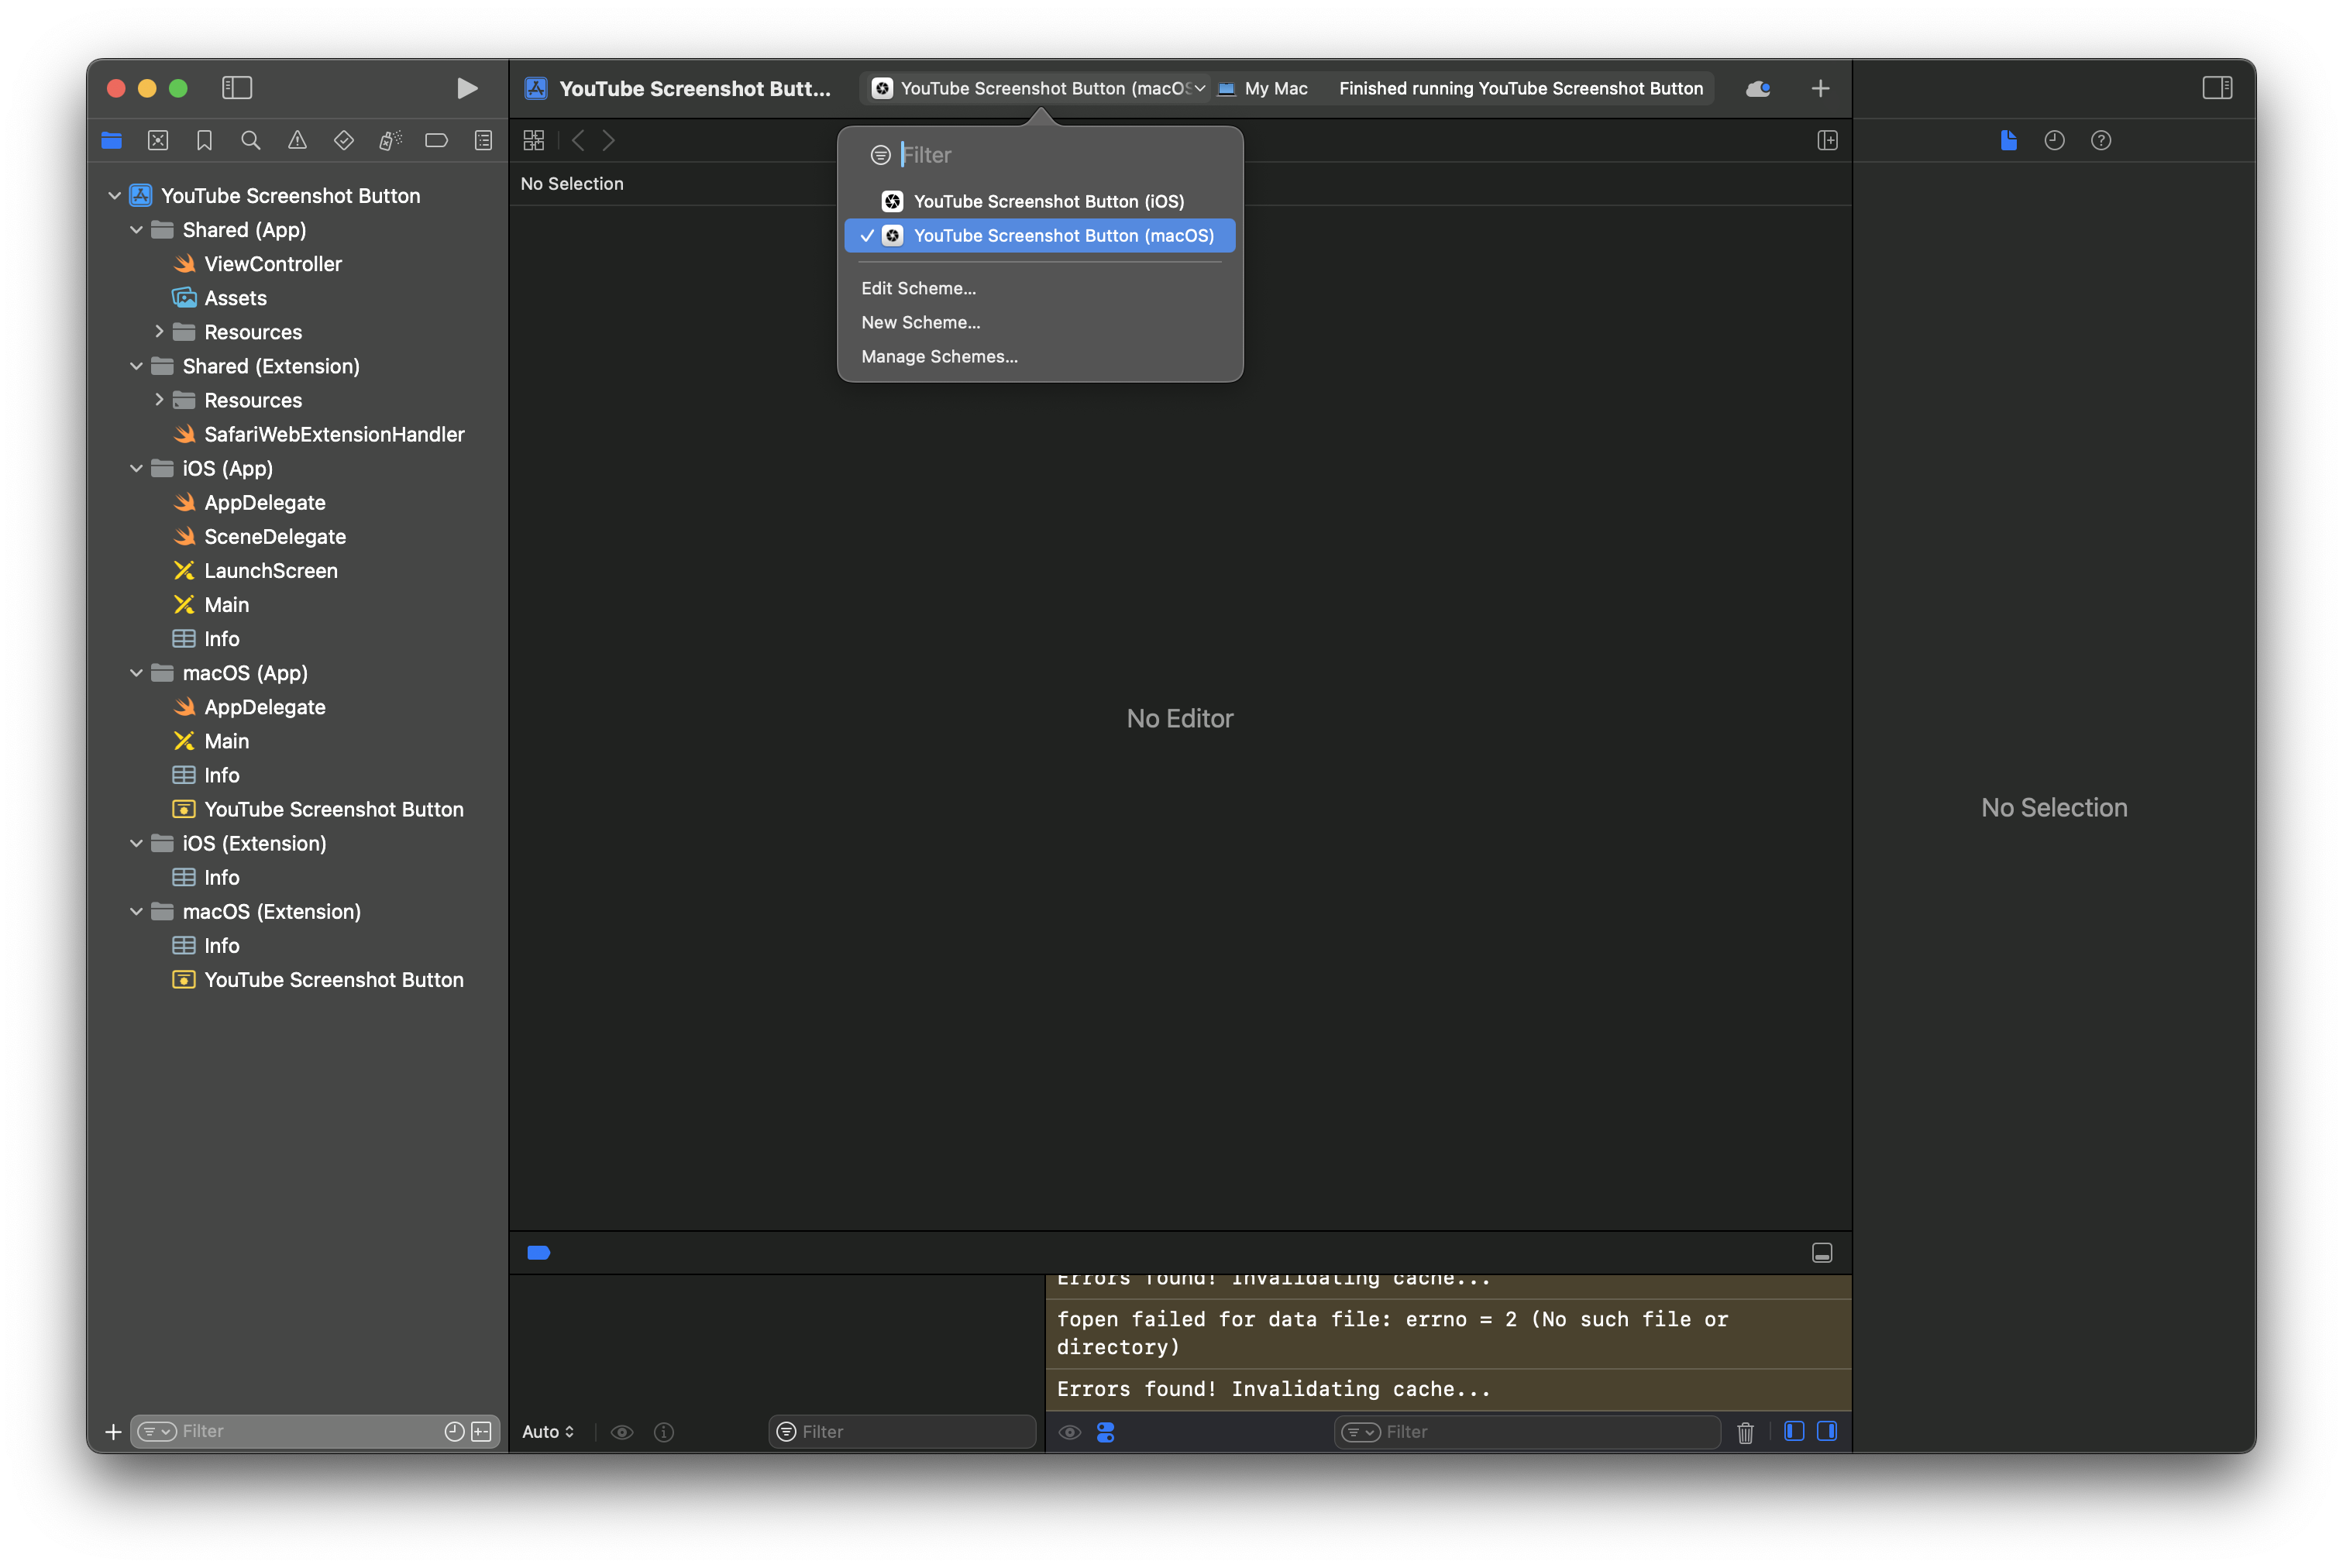 YouTube Screenshot Butt...
YouTube Screenshot Button (macOS
My Mac
Finished running YouTube Screenshot Button
Filter
YouTube Screenshot Button (iOS)
YouTube Screenshot Button (macOS)
Edit Scheme...
New Scheme...
Manage Schemes...
YouTube Screenshot Button
Shared (App)
ViewController
Assets
Resources
Shared (Extension)
Resources
SafariWebExtensionHandler
iOS (App)
AppDelegate
SceneDelegate
LaunchScreen
Main
Info
macOS (App)
AppDelegate
Main
Info
YouTube Screenshot Button
iOS (Extension)
Info
macOS (Extension)
Info
YouTube Screenshot Button
Filter
No Selection
No Editor
No Selection
Errors found! Invalidating cache...
fopen failed for data file: errno = 2 (No such file or
directory)
Errors found! Invalidating cache...
Auto
Filter
Filter